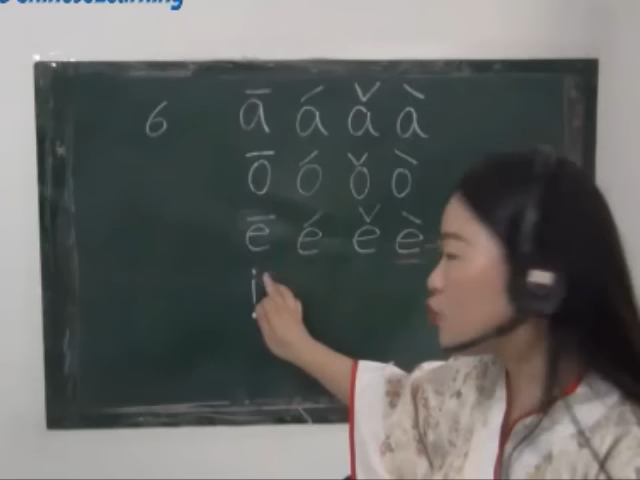 6 ā á ǎ à
ō ó ǒ ò
ē é ě è
i